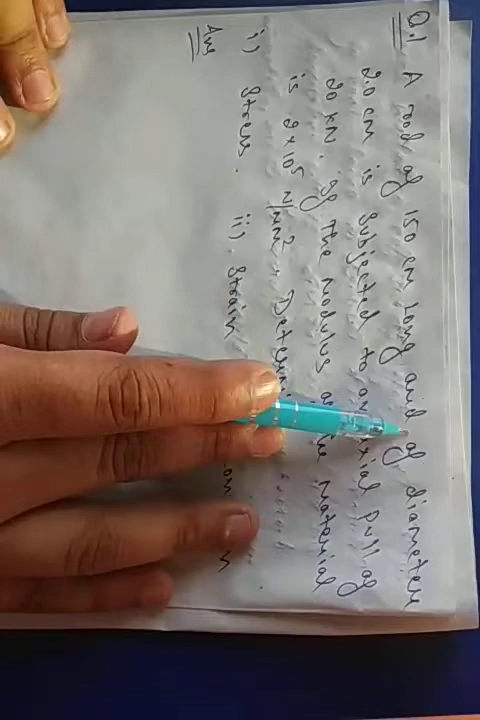 Q.1 A rod of 150 cm long and of diameter
2.0 cm is subjected to an axial pull of
20 kN. If the modulus of the material
is 2 × 10⁵ N/mm². Determ
i) Stress. ii). Strain
Ans